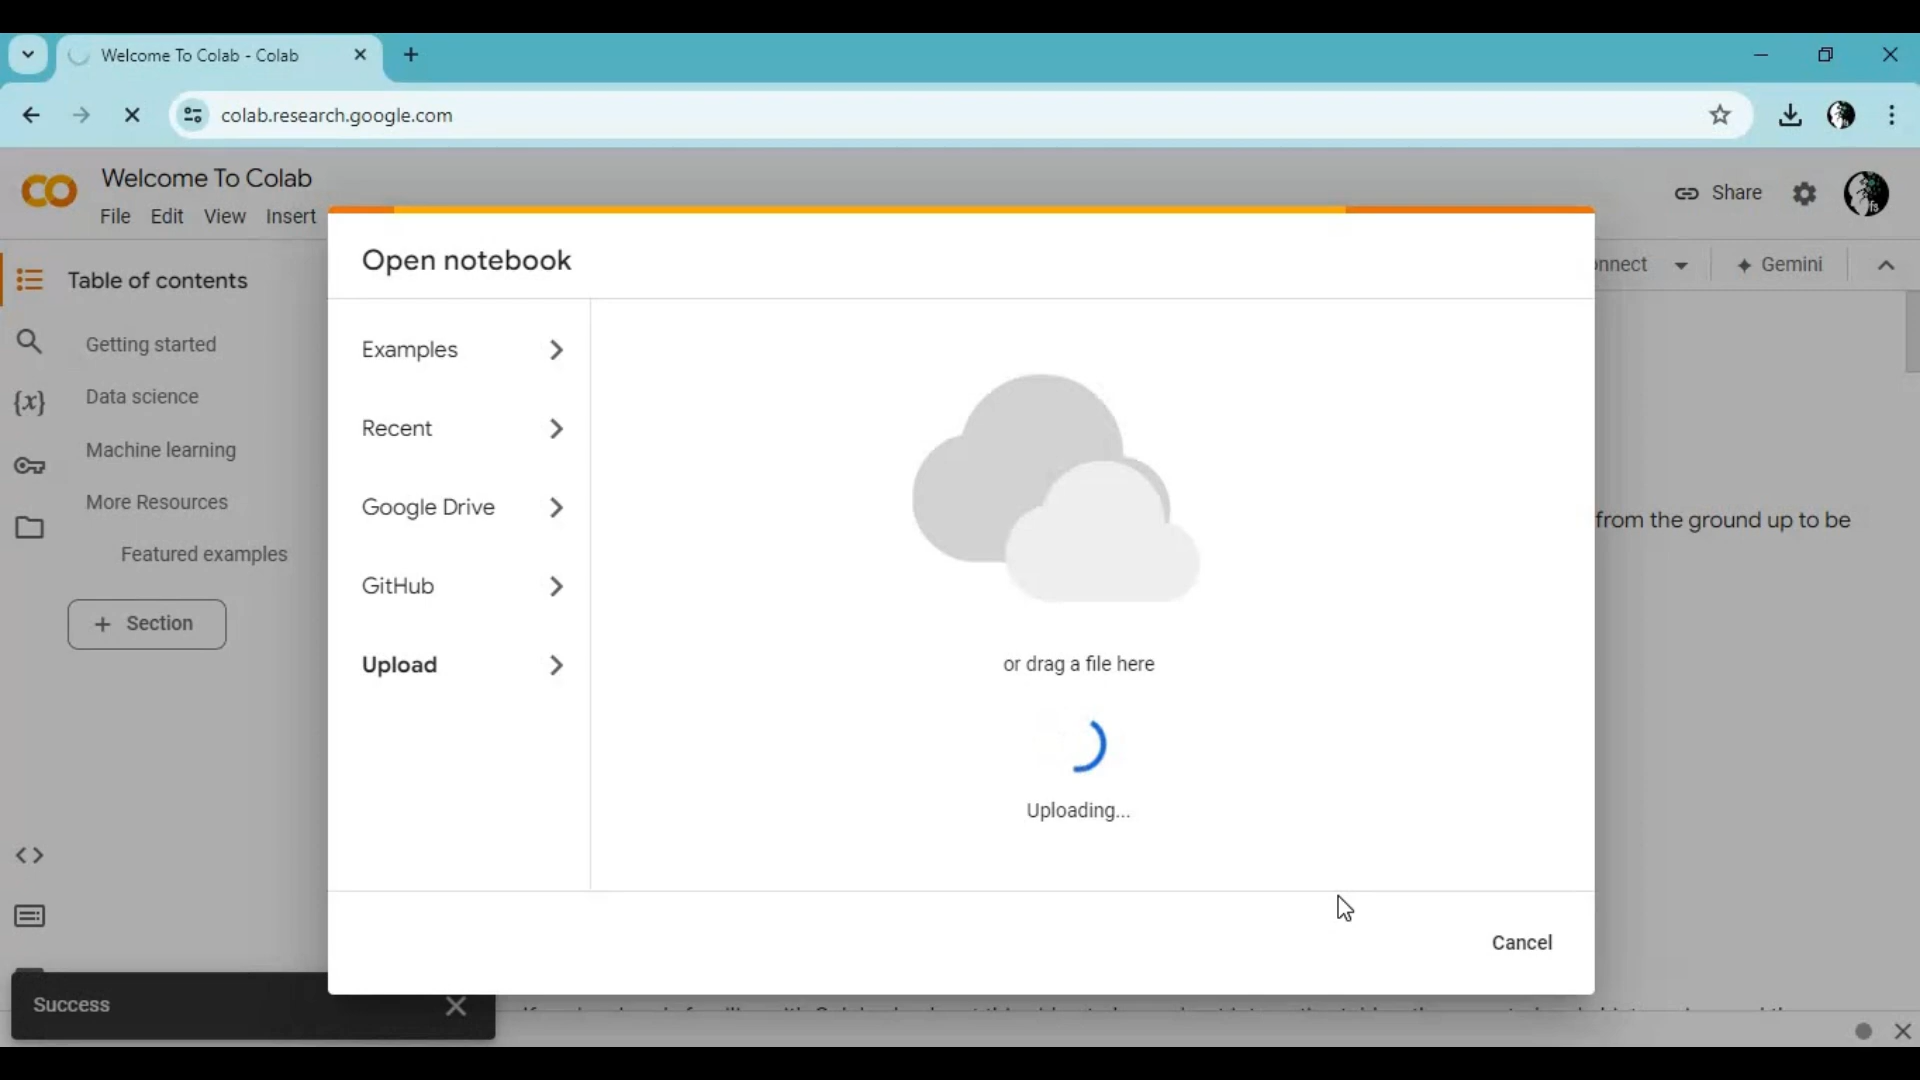 Welcome To Colab - Colab
colab.research.google.com
Welcome To Colab
Share
File Edit View Insert
Gemini
Table of contents
Getting started
Data science
Machine learning
More Resources
Featured examples
+ Section
Open notebook
Examples
Recent
Google Drive
GitHub
Upload
or drag a file here
Uploading...
Cancel
from the ground up to be
Success